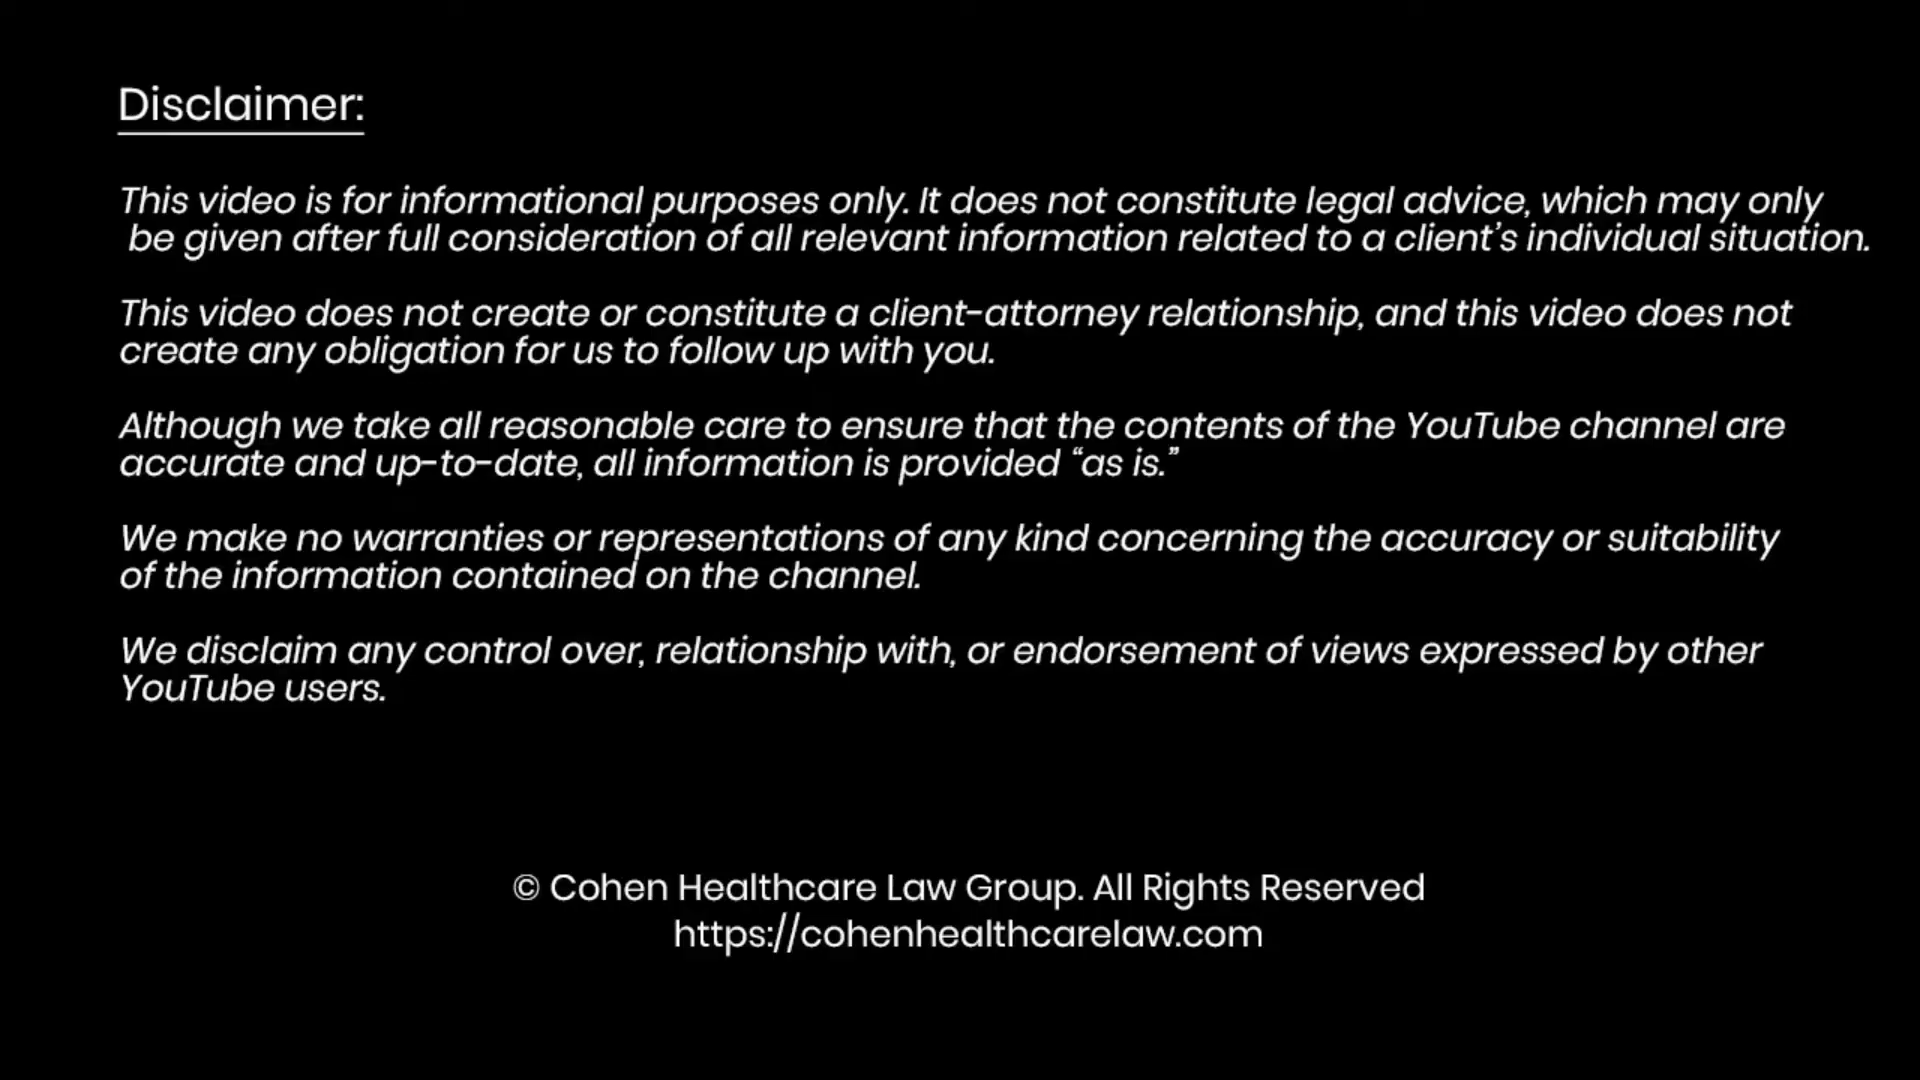 Disclaimer:
This video is for informational purposes only. It does not constitute legal advice, which may only
be given after full consideration of all relevant information related to a client’s individual situation.
This video does not create or constitute a client-attorney relationship, and this video does not
create any obligation for us to follow up with you.
Although we take all reasonable care to ensure that the contents of the YouTube channel are
accurate and up-to-date, all information is provided “as is.”
We make no warranties or representations of any kind concerning the accuracy or suitability
of the information contained on the channel.
We disclaim any control over, relationship with, or endorsement of views expressed by other
YouTube users.
© Cohen Healthcare Law Group. All Rights Reserved
https://cohenhealthcarelaw.com